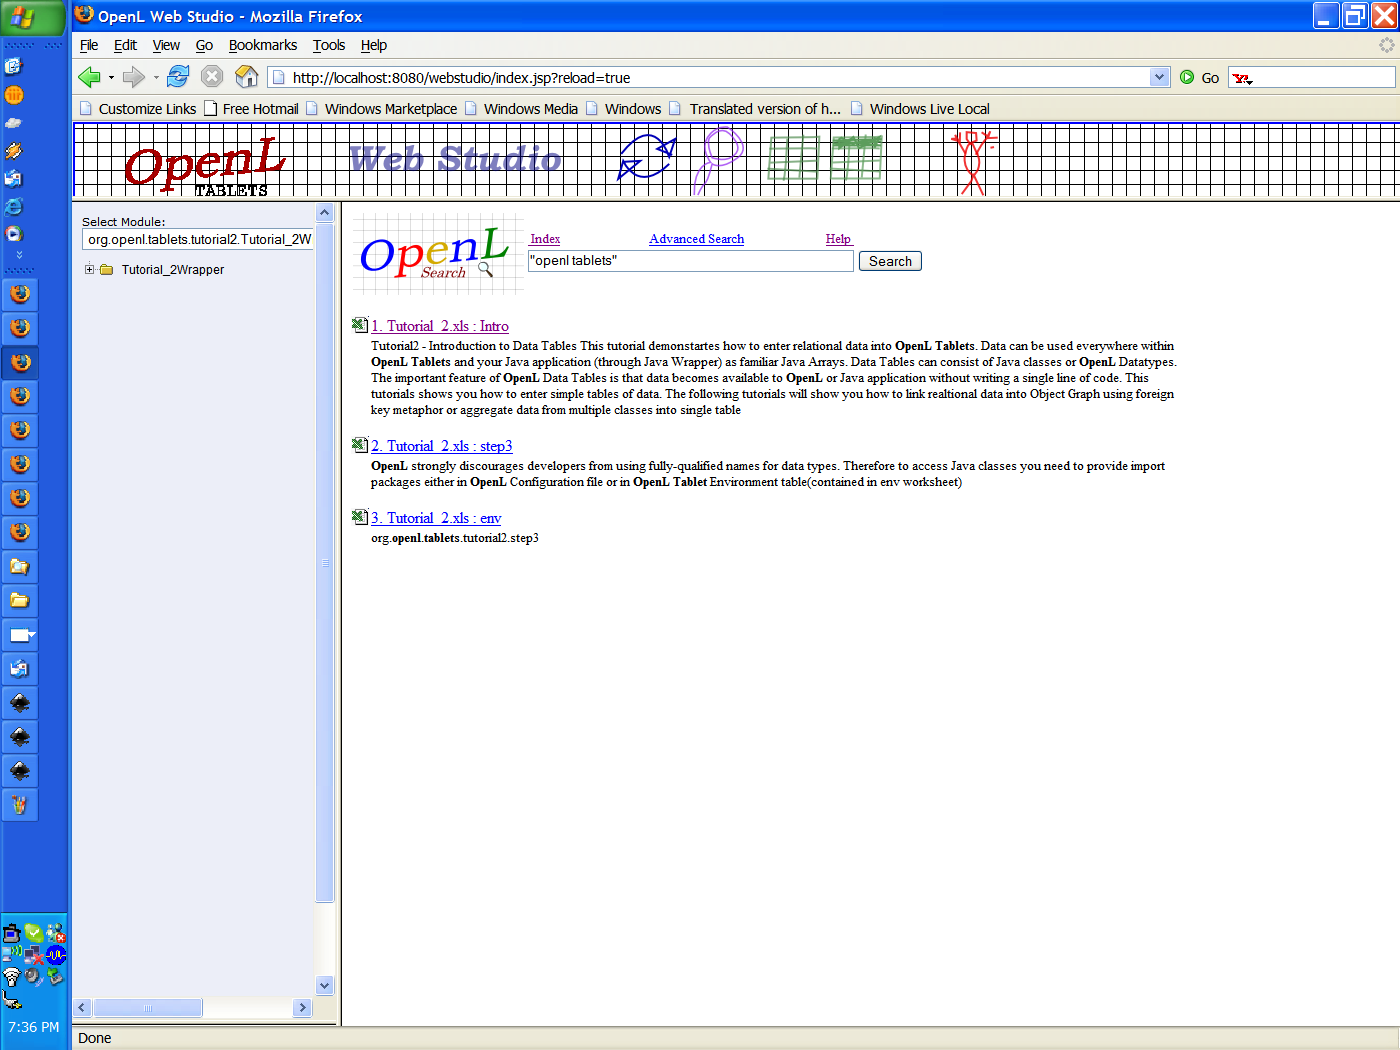 OpenL Web Studio - Mozilla Firefox
File Edit View Go Bookmarks Tools Help
http://localhost:8080/webstudio/index.jsp?reload=true Go
Customize Links Free Hotmail Windows Marketplace Windows Media Windows Translated version of h... Windows Live Local
OpenL Web Studio
TABLETS
Select Module:
org.openl.tablets.tutorial2.Tutorial_2W
Tutorial_2Wrapper
OpenL
Search
Index Advanced Search Help
"openl tablets" Search
1. Tutorial_2.xls : Intro
Tutorial2 - Introduction to Data Tables This tutorial demonstartes how to enter relational data into OpenL Tablets. Data can be used everywhere within
OpenL Tablets and your Java application (through Java Wrapper) as familiar Java Arrays. Data Tables can consist of Java classes or OpenL Datatypes.
The important feature of OpenL Data Tables is that data becomes available to OpenL or Java application without writing a single line of code. This
tutorials shows you how to enter simple tables of data. The following tutorials will show you how to link realtional data into Object Graph using foreign
key metaphor or aggregate data from multiple classes into single table
2. Tutorial_2.xls : step3
OpenL strongly discourages developers from using fully-qualified names for data types. Therefore to access Java classes you need to provide import
packages either in OpenL Configuration file or in OpenL Tablet Environment table(contained in env worksheet)
3. Tutorial_2.xls : env
org.openl.tablets.tutorial2.step3
7:36 PM
Done